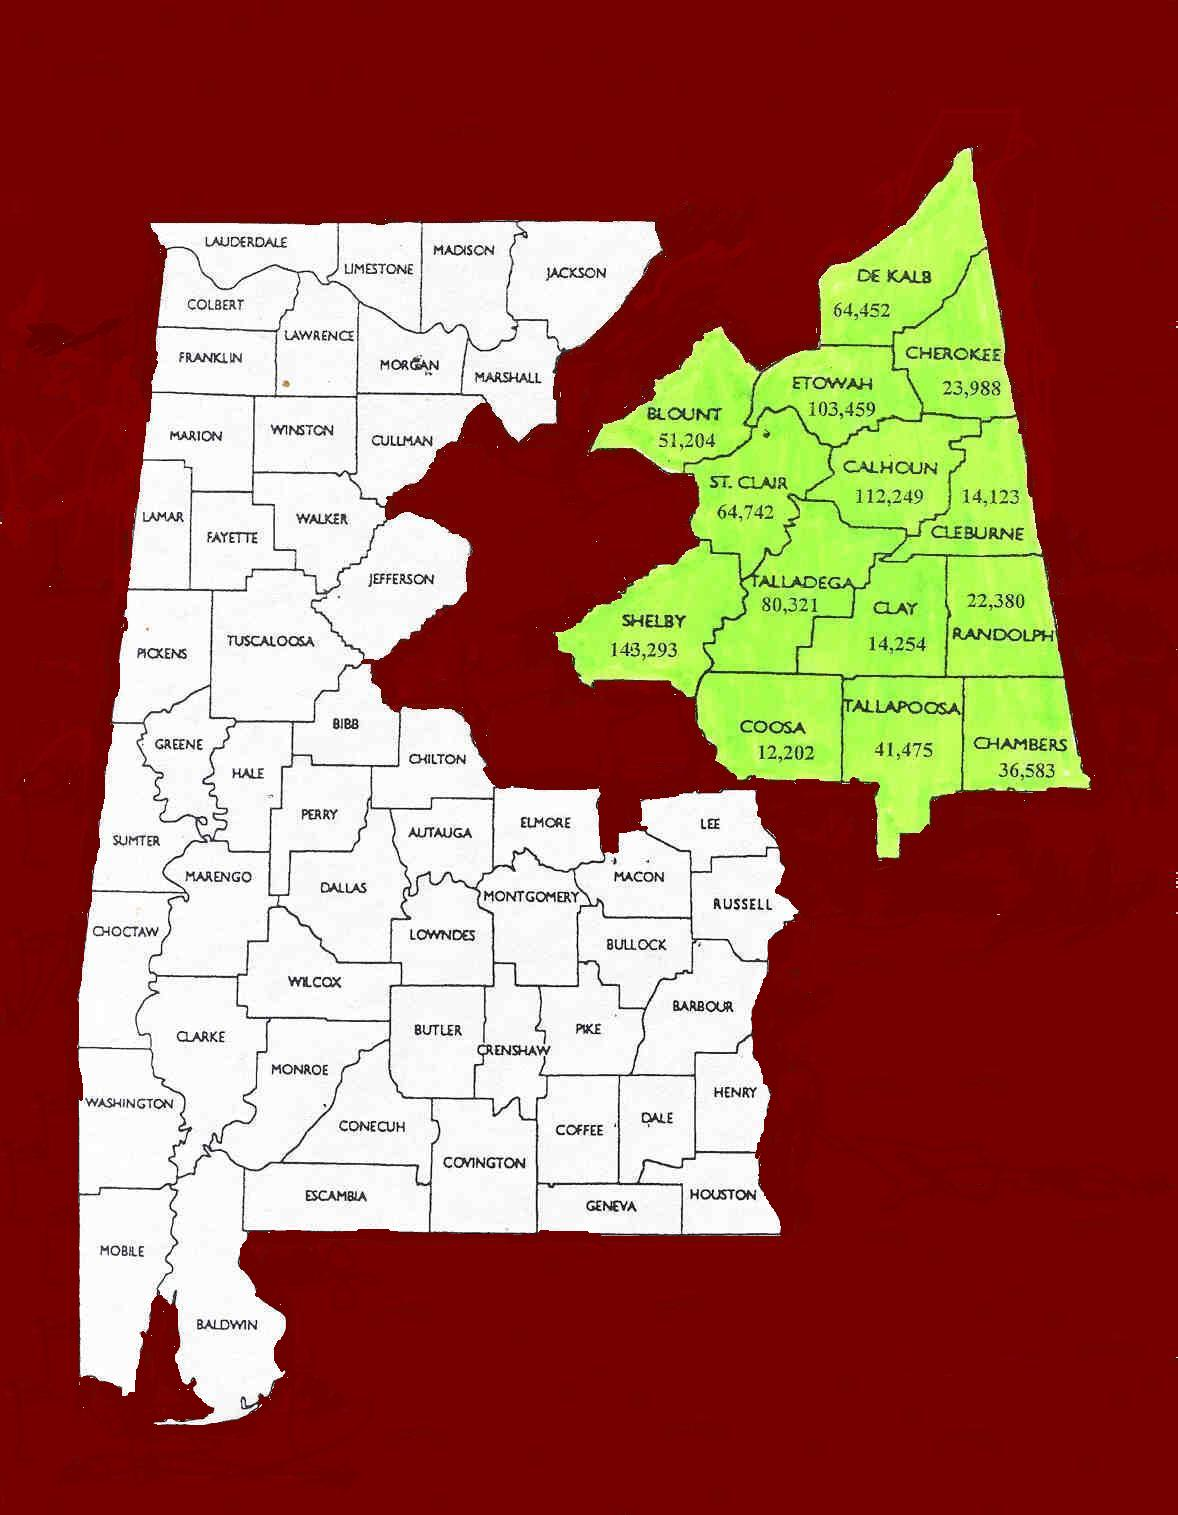 LAUDERDALE
LIMESTONE
MADISON
JACKSON
COLBERT
LAWRENCE
FRANKLIN
MORGAN
MARSHALL
MARION
WINSTON
CULLMAN
LAMAR
FAYETTE
WALKER
JEFFERSON
PICKENS
TUSCALOOSA
BIBB
GREENE
HALE
CHILTON
SUMTER
PERRY
AUTAUGA
ELMORE
LEE
MARENGO
DALLAS
MONTGOMERY
MACON
RUSSELL
CHOCTAW
LOWNDES
BULLOCK
WILCOX
CLARKE
BUTLER
CRENSHAW
PIKE
BARBOUR
MONROE
WASHINGTON
CONECUH
COVINGTON
COFFEE
DALE
HENRY
ESCAMBIA
GENEVA
HOUSTON
MOBILE
BALDWIN
DE KALB
64,452
CHEROKEE
23,988
ETOWAH
103,459
BLOUNT
51,204
ST. CLAIR
64,742
CALHOUN
112,249
14,123
CLEBURNE
TALLADEGA
80,321
SHELBY
143,293
CLAY
14,254
22,380
RANDOLPH
COOSA
12,202
TALLAPOOSA
41,475
CHAMBERS
36,583